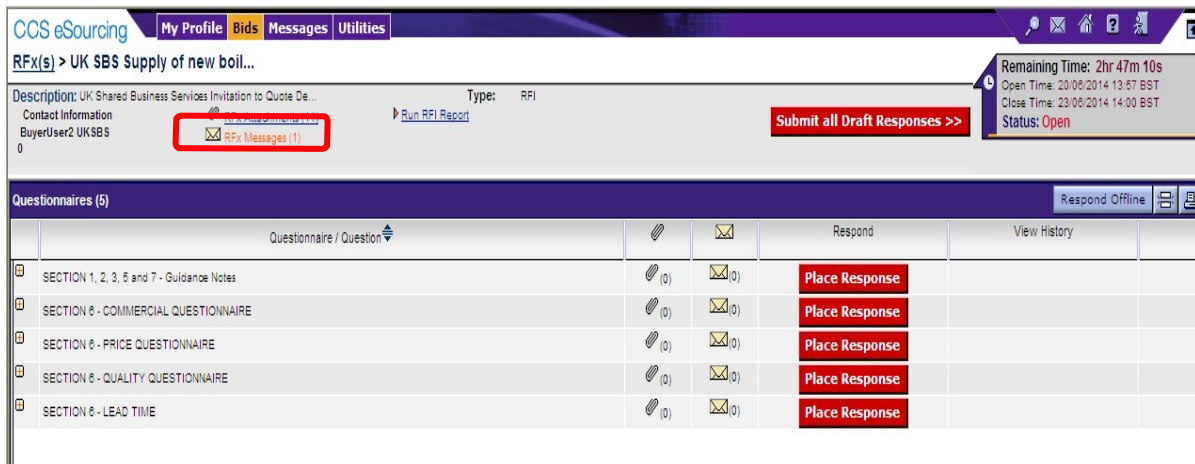 CCS eSourcing My Profile Bids Messages Utilities
RFx(s) > UK SBS Supply of new boil...
Remaining Time: 2hr 47m 10s
Open Time: 20/06/2014 13:57 BST
Close Time: 23/06/2014 14:00 BST
Status: Open
Description: UK Shared Business Services Invitation to Quote De...
Type: RFI
Contact Information
Run RFI Report
BuyerUser2 UKSBS
RFx Messages (1)
0
Submit all Draft Responses >>
Questionnaires (5)
Respond Offline
Questionnaire / Question Respond View History
SECTION 1, 2, 3, 5 and 7 - Guidance Notes (0) (0) Place Response
SECTION 6 - COMMERCIAL QUESTIONNAIRE (0) (0) Place Response
SECTION 6 - PRICE QUESTIONNAIRE (0) (0) Place Response
SECTION 6 - QUALITY QUESTIONNAIRE (0) (0) Place Response
SECTION 6 - LEAD TIME (0) (0) Place Response